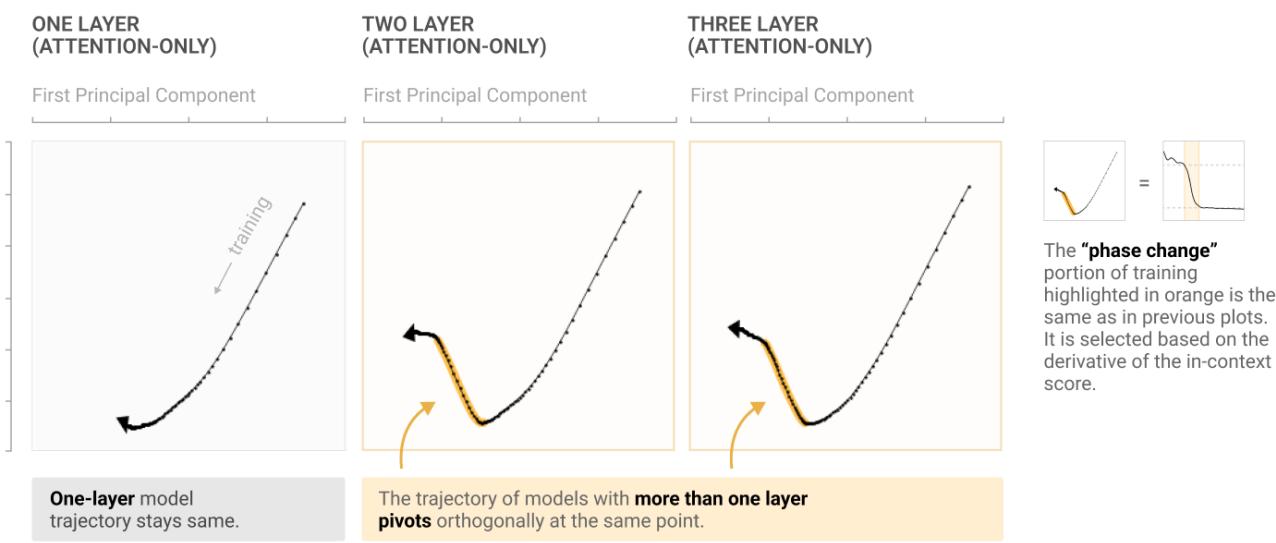 ONE LAYER
(ATTENTION-ONLY)
First Principal Component
training
One-layer model
trajectory stays same.
TWO LAYER
(ATTENTION-ONLY)
First Principal Component
THREE LAYER
(ATTENTION-ONLY)
First Principal Component
The trajectory of models with more than one layer
pivots orthogonally at the same point.
=
The “phase change”
portion of training
highlighted in orange is the
same as in previous plots.
It is selected based on the
derivative of the in-context
score.